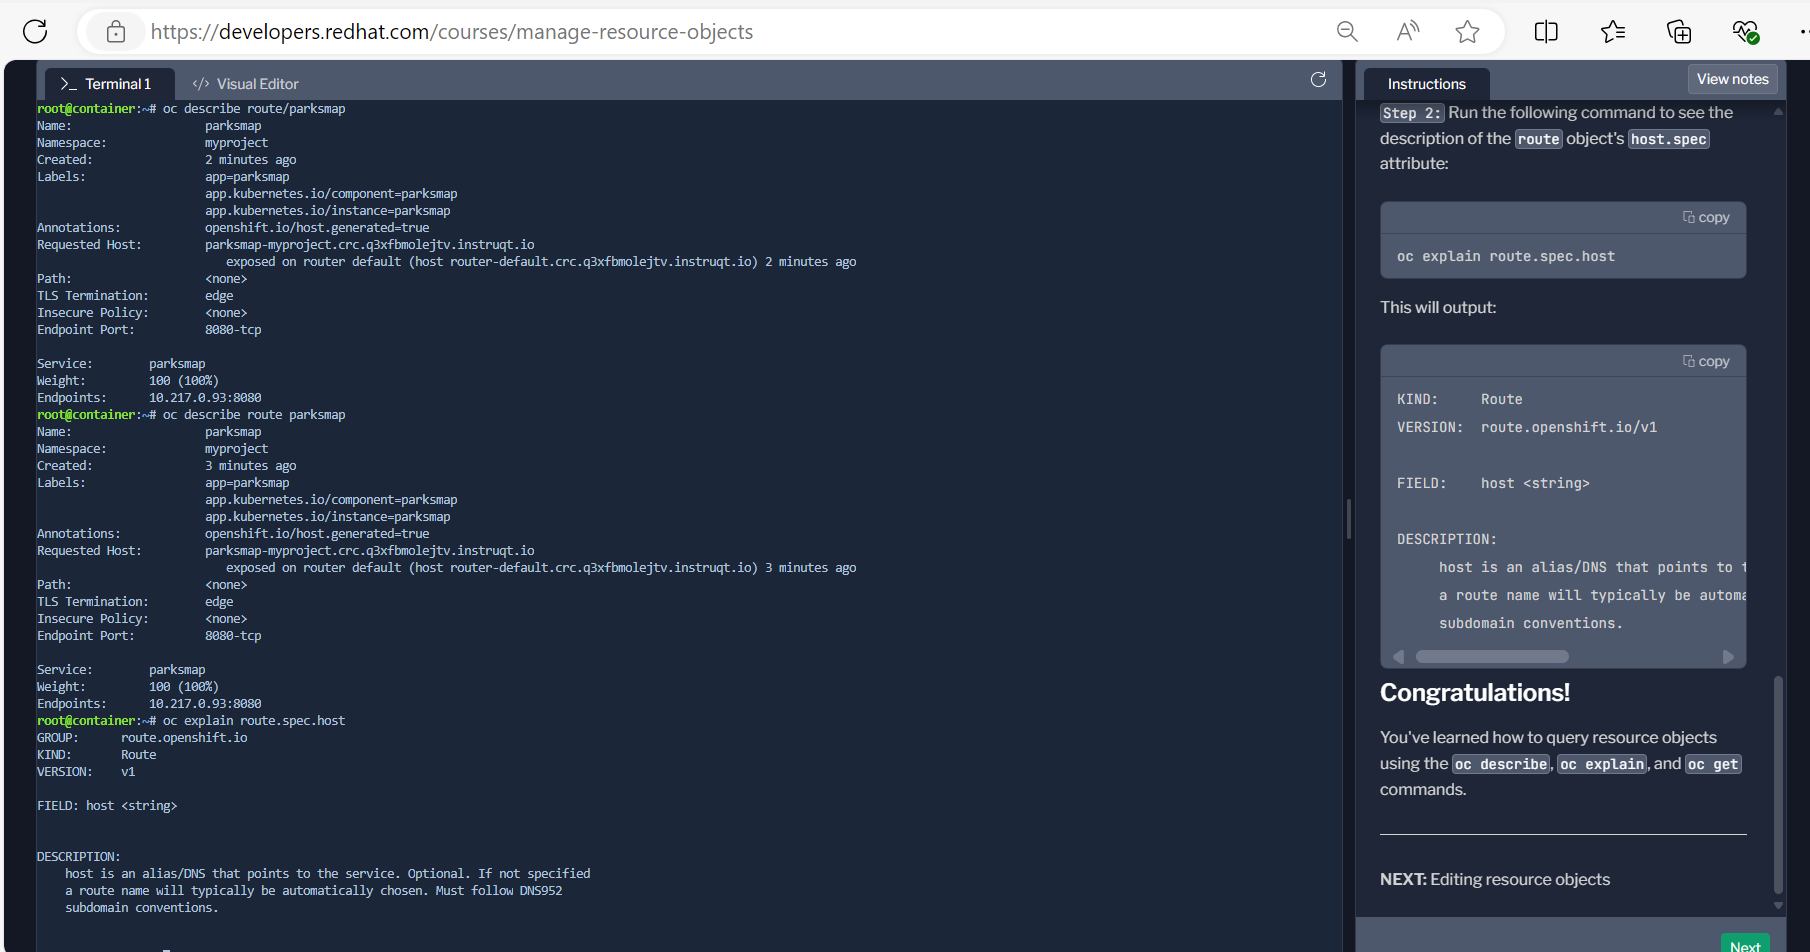 https://developers.redhat.com/courses/manage-resource-objects
Terminal 1
Visual Editor
root@container:~# oc describe route/parksmap
Name: parksmap
Namespace: myproject
Created: 2 minutes ago
Labels: app=parksmap
app.kubernetes.io/component=parksmap
app.kubernetes.io/instance=parksmap
Annotations: openshift.io/host.generated=true
Requested Host: parksmap-myproject.crc.q3xfbmolejtv.instruqt.io
exposed on router default (host router-default.crc.q3xfbmolejtv.instruqt.io) 2 minutes ago
Path: <none>
TLS Termination: edge
Insecure Policy: <none>
Endpoint Port: 8080-tcp
Service: parksmap
Weight: 100 (100%)
Endpoints: 10.217.0.93:8080
root@container:~# oc describe route parksmap
Name: parksmap
Namespace: myproject
Created: 3 minutes ago
Labels: app=parksmap
app.kubernetes.io/component=parksmap
app.kubernetes.io/instance=parksmap
Annotations: openshift.io/host.generated=true
Requested Host: parksmap-myproject.crc.q3xfbmolejtv.instruqt.io
exposed on router default (host router-default.crc.q3xfbmolejtv.instruqt.io) 3 minutes ago
Path: <none>
TLS Termination: edge
Insecure Policy: <none>
Endpoint Port: 8080-tcp
Service: parksmap
Weight: 100 (100%)
Endpoints: 10.217.0.93:8080
root@container:~# oc explain route.spec.host
GROUP: route.openshift.io
KIND: Route
VERSION: v1
FIELD: host <string>
DESCRIPTION:
host is an alias/DNS that points to the service. Optional. If not specified
a route name will typically be automatically chosen. Must follow DNS952
subdomain conventions.
Instructions
View notes
Step 2: Run the following command to see the
description of the route object's host.spec
attribute:
copy
oc explain route.spec.host
This will output:
copy
KIND: Route
VERSION: route.openshift.io/v1
FIELD: host <string>
DESCRIPTION:
host is an alias/DNS that points to t
a route name will typically be automa
subdomain conventions.
Congratulations!
You've learned how to query resource objects
using the oc describe, oc explain, and oc get
commands.
NEXT: Editing resource objects
Next